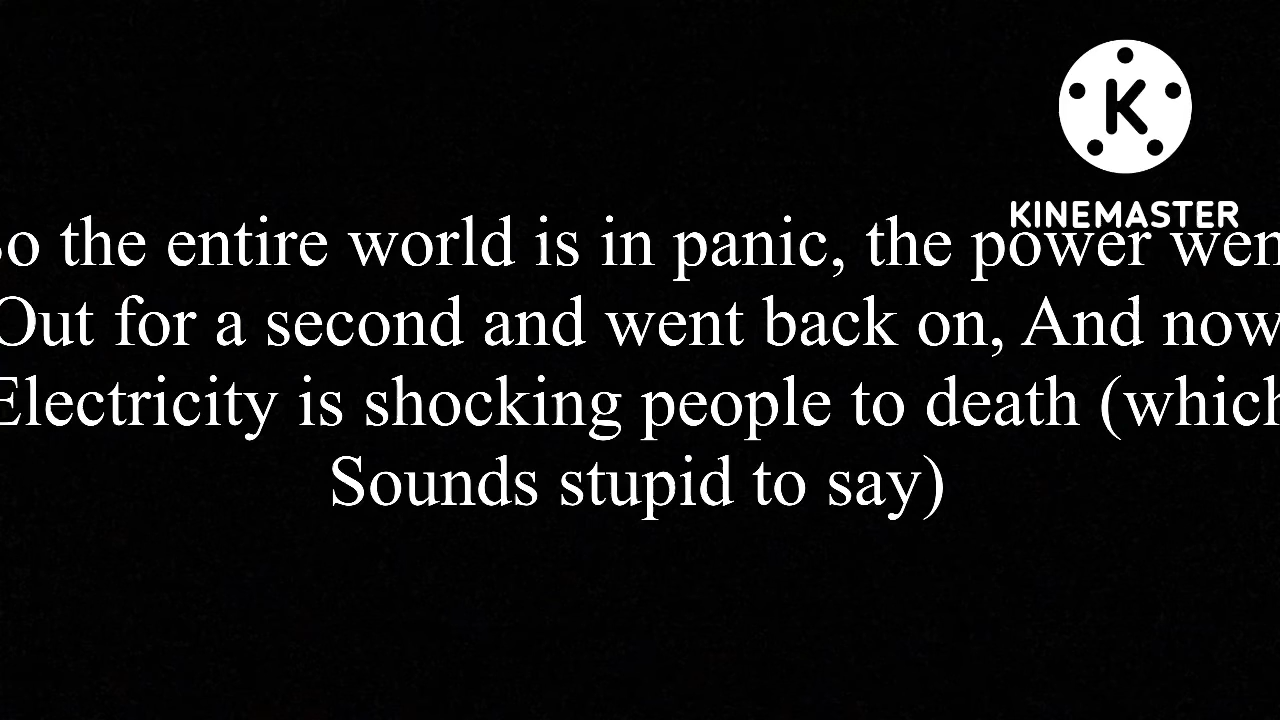 K
KINEMASTER
So the entire world is in panic, the power went
Out for a second and went back on, And now
Electricity is shocking people to death (which
Sounds stupid to say)